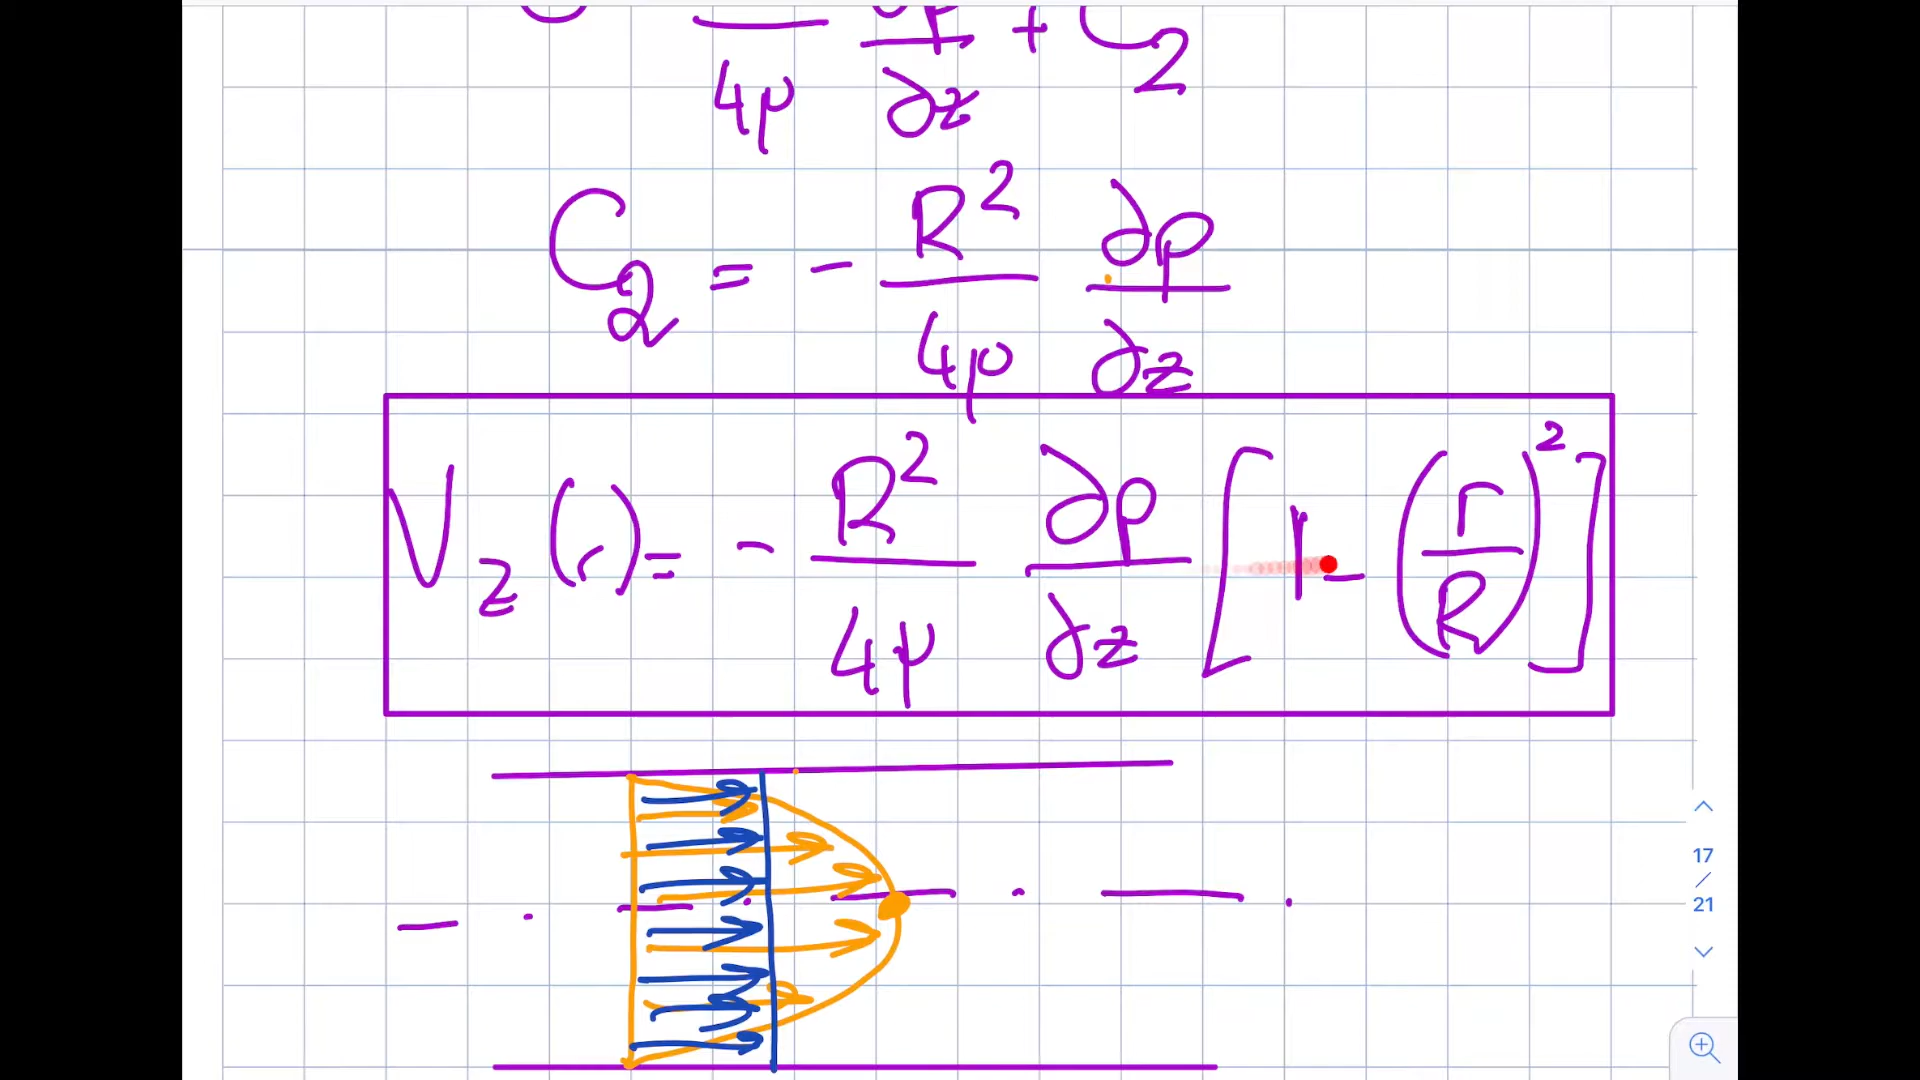 4μ ∂z + C2
C2 = - R² / 4μ ∂p / ∂z
Vz (r) = - R² / 4μ ∂p / ∂z [ 1 - ( r / R )² ]
17
/
21